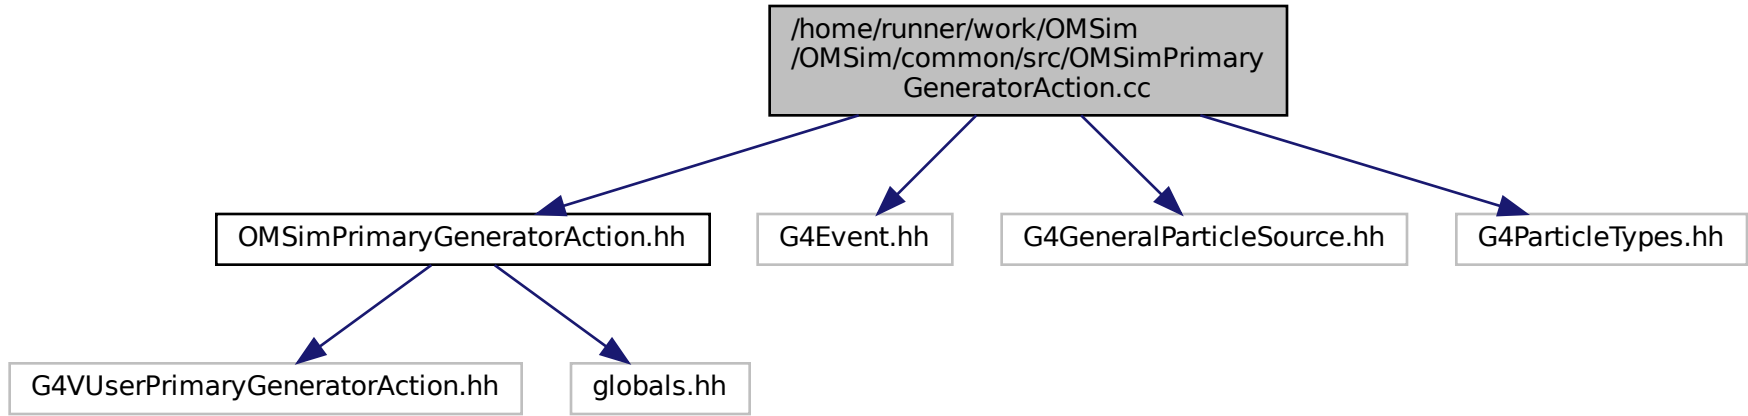 /home/runner/work/OMSim
/OMSim/common/src/OMSimPrimary
GeneratorAction.cc
OMSimPrimaryGeneratorAction.hh
G4Event.hh
G4GeneralParticleSource.hh
G4ParticleTypes.hh
G4VUserPrimaryGeneratorAction.hh
globals.hh